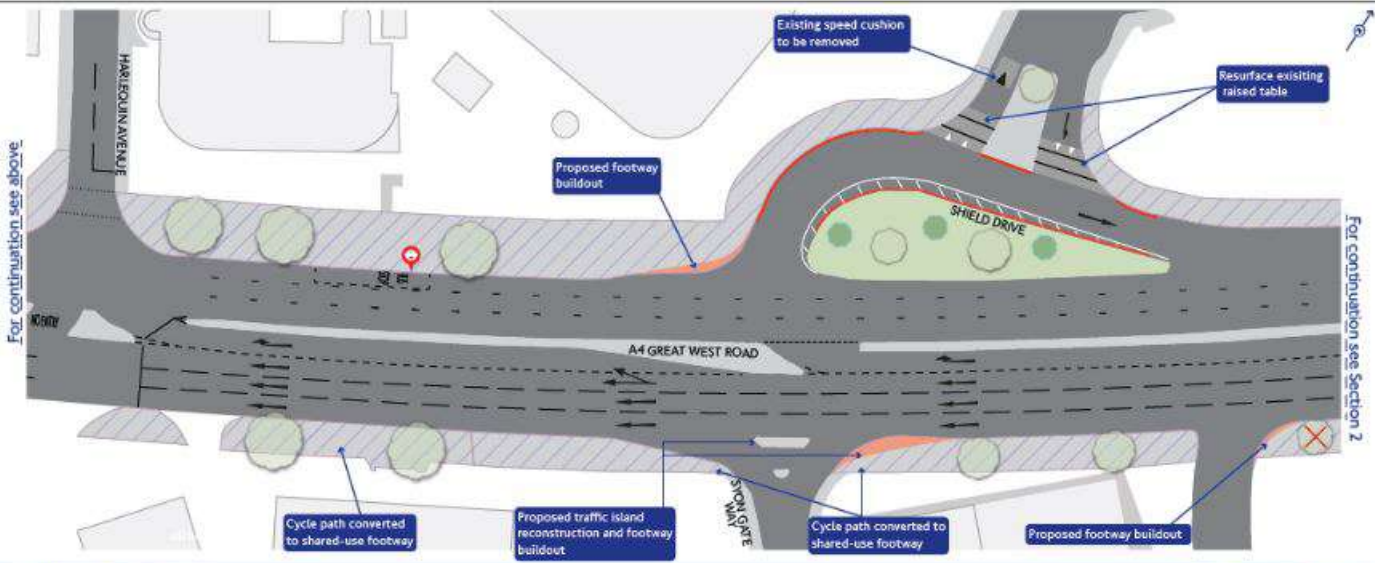 Existing speed cushion
to be removed
HARLEQUIN AVENUE
Resurface exisiting
raised table
For continuation see above
Proposed footway
buildout
SHIELD DRIVE
For continuation see Section 2
NO ENTRY
A4 GREAT WEST ROAD
SYON GATE
WAY
Cycle path converted
to shared-use footway
Proposed traffic island
reconstruction and footway
buildout
Cycle path converted to
shared-use footway
Proposed footway buildout